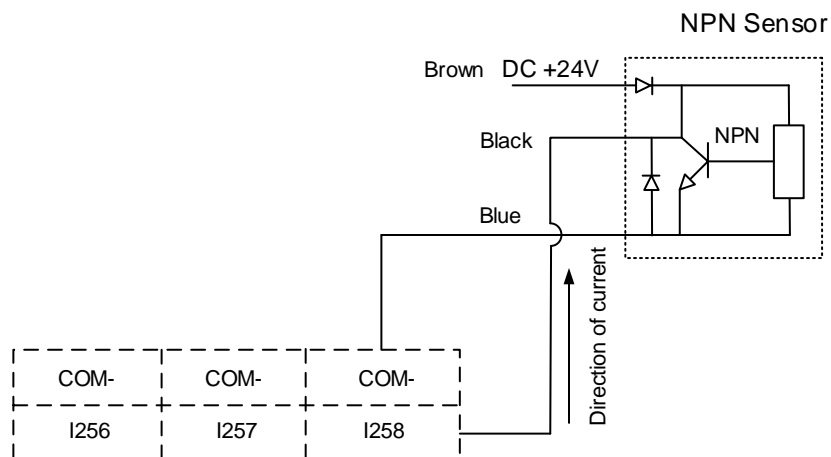 NPN Sensor
Brown DC +24V
NPN
Black
Blue
Direction of current
COM- COM- COM-
I256 I257 I258